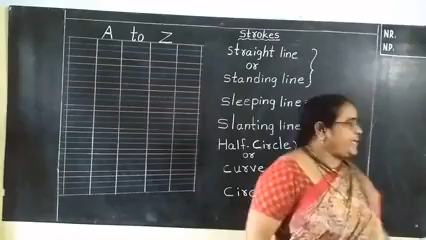 A to Z
Strokes
Straight line
or
Standing line
Sleeping line
Slanting line
Half-Circle
or
Curve
NR.
NP.